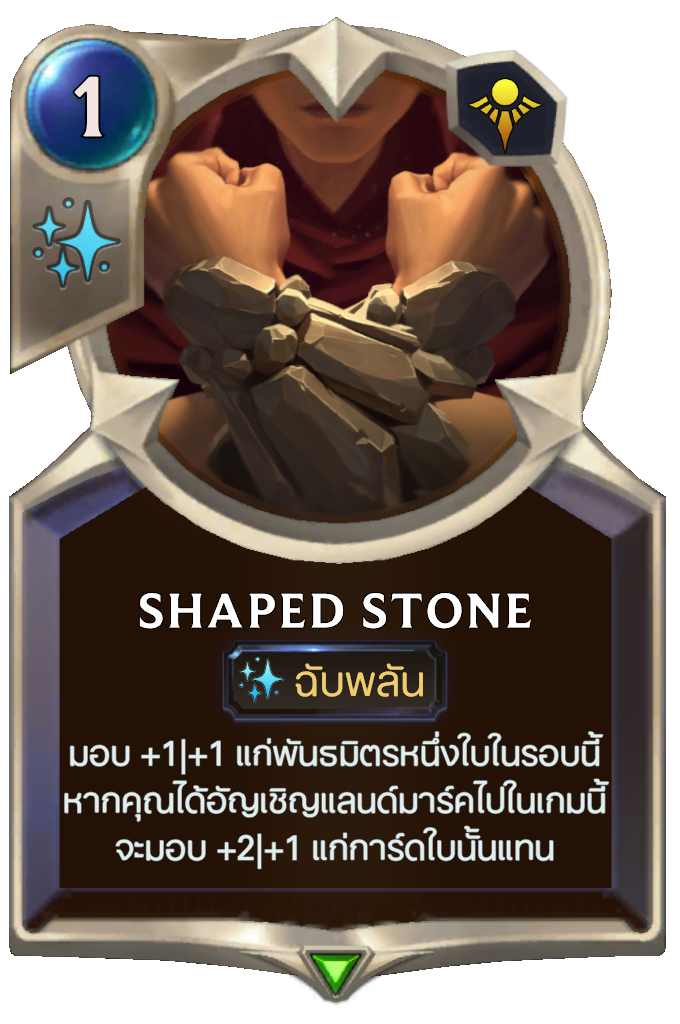 1
SHAPED STONE
ฉับพลัน
มอบ +1|+1 แก่พันธมิตรหนึ่งใบในรอบนี้
หากคุณได้อัญเชิญแลนด์มาร์คไปในเกมนี้
จะมอบ +2|+1 แก่การ์ดใบนั้นแทน